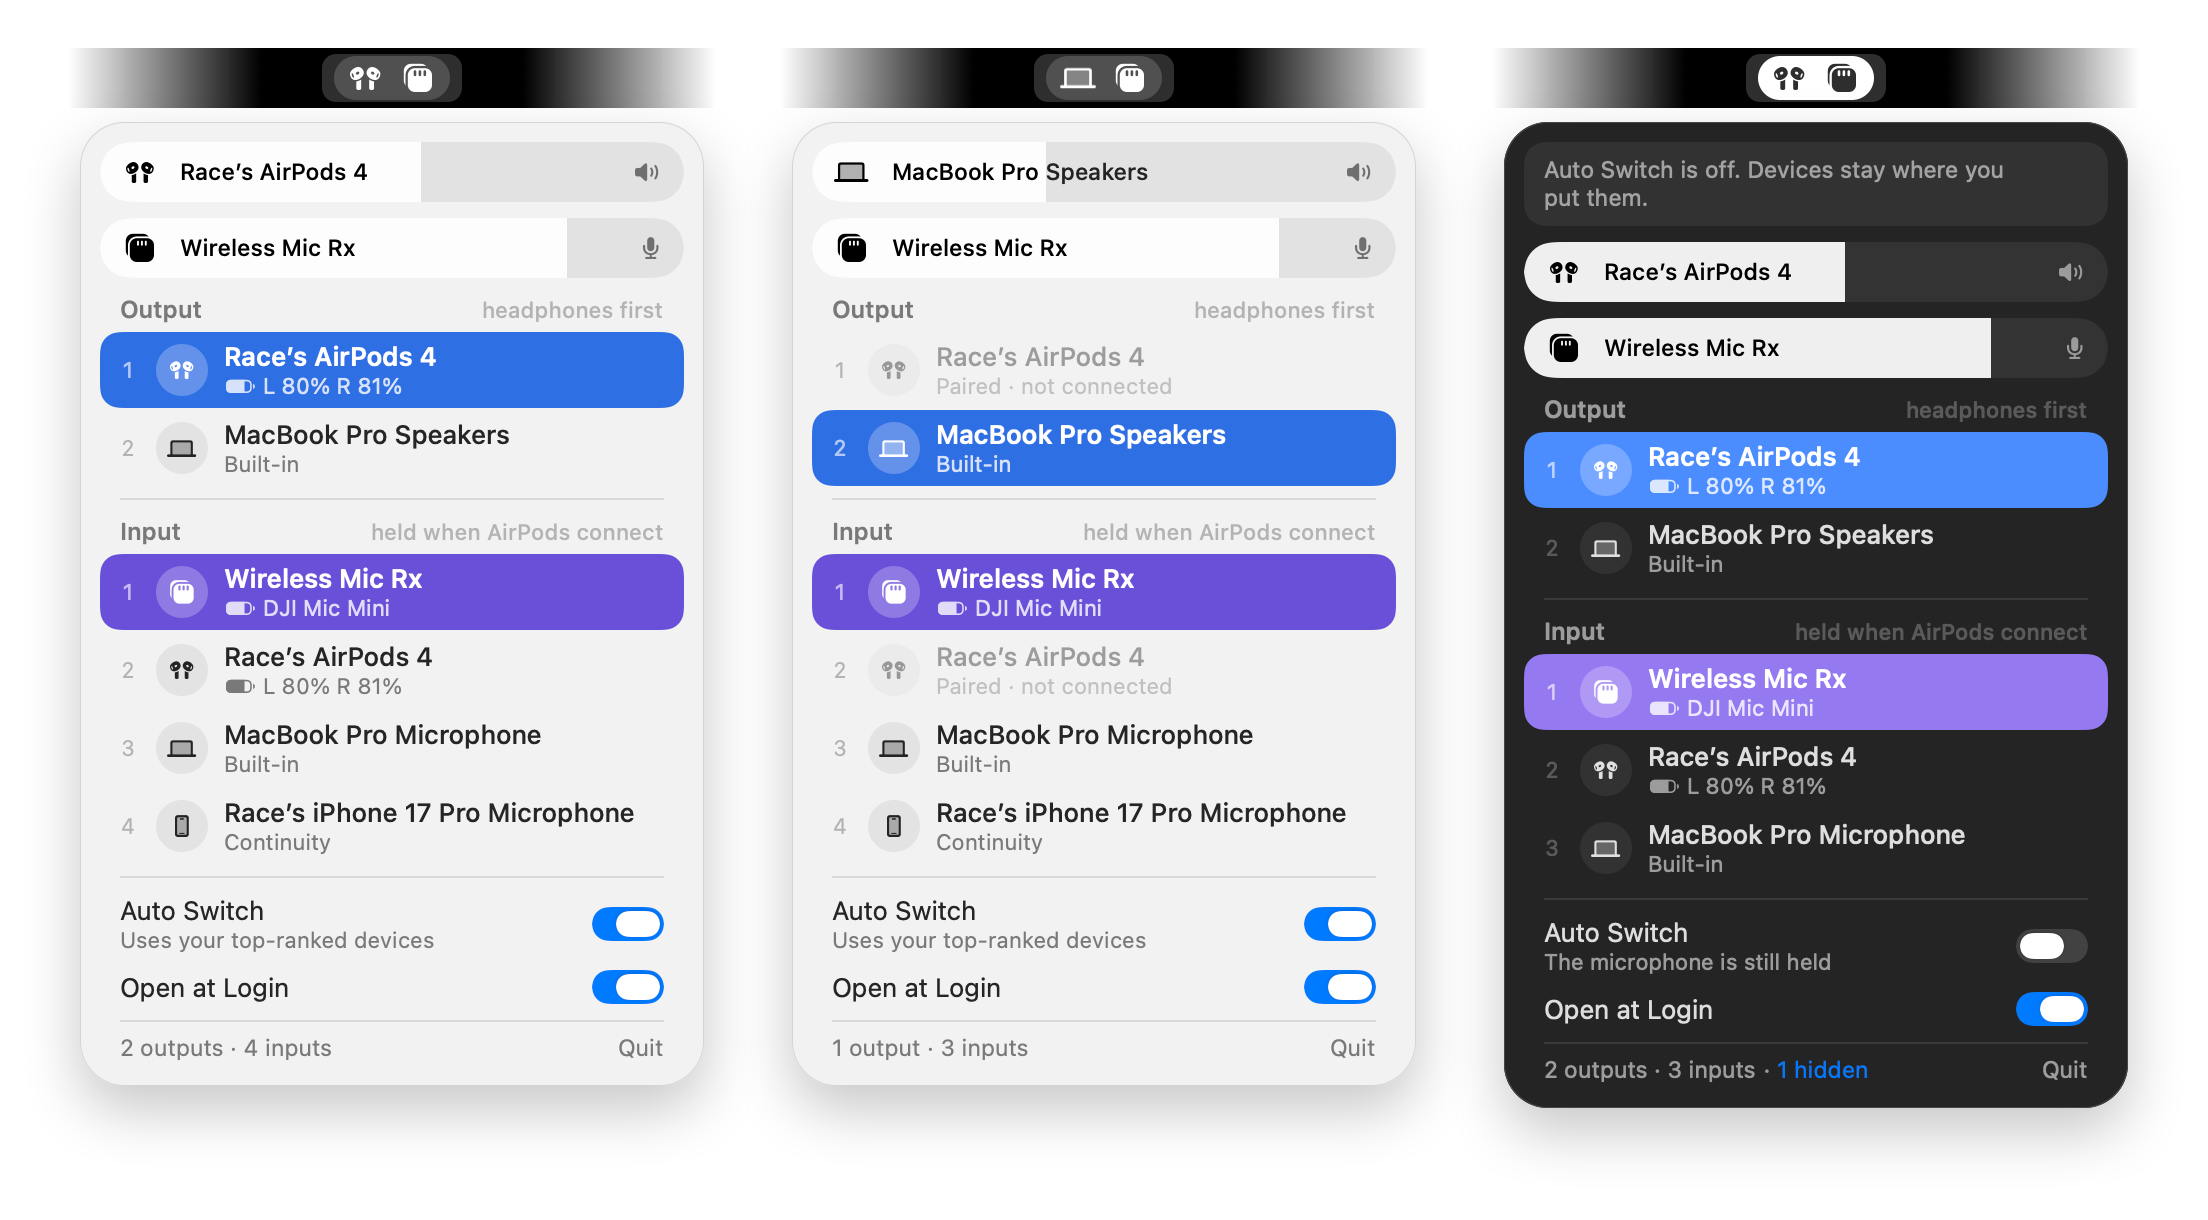 Race's AirPods 4
Wireless Mic Rx
Output headphones first
1 Race's AirPods 4
L 80% R 81%
2 MacBook Pro Speakers
Built-in
Input held when AirPods connect
1 Wireless Mic Rx
DJI Mic Mini
2 Race's AirPods 4
L 80% R 81%
3 MacBook Pro Microphone
Built-in
4 Race's iPhone 17 Pro Microphone
Continuity
Auto Switch
Uses your top-ranked devices
Open at Login
2 outputs · 4 inputs Quit
MacBook Pro Speakers
Wireless Mic Rx
Output headphones first
1 Race's AirPods 4
Paired · not connected
2 MacBook Pro Speakers
Built-in
Input held when AirPods connect
1 Wireless Mic Rx
DJI Mic Mini
2 Race's AirPods 4
Paired · not connected
3 MacBook Pro Microphone
Built-in
4 Race's iPhone 17 Pro Microphone
Continuity
Auto Switch
Uses your top-ranked devices
Open at Login
1 output · 3 inputs Quit
Auto Switch is off. Devices stay where you
put them.
Race's AirPods 4
Wireless Mic Rx
Output headphones first
1 Race's AirPods 4
L 80% R 81%
2 MacBook Pro Speakers
Built-in
Input held when AirPods connect
1 Wireless Mic Rx
DJI Mic Mini
2 Race's AirPods 4
L 80% R 81%
3 MacBook Pro Microphone
Built-in
Auto Switch
The microphone is still held
Open at Login
2 outputs · 3 inputs · 1 hidden Quit